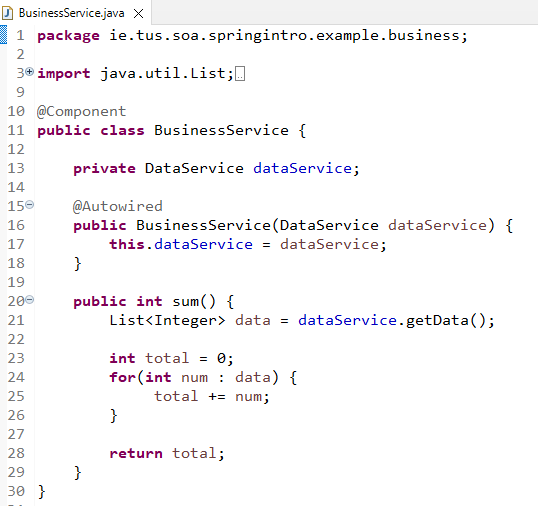 BusinessService.java
1 package ie.tus.soa.springintro.example.business;
2
3 import java.util.List;
9
10 @Component
11 public class BusinessService {
12
13 private DataService dataService;
14
15 @Autowired
16 public BusinessService(DataService dataService) {
17 this.dataService = dataService;
18 }
19
20 public int sum() {
21 List<Integer> data = dataService.getData();
22
23 int total = 0;
24 for(int num : data) {
25 total += num;
26 }
27
28 return total;
29 }
30 }